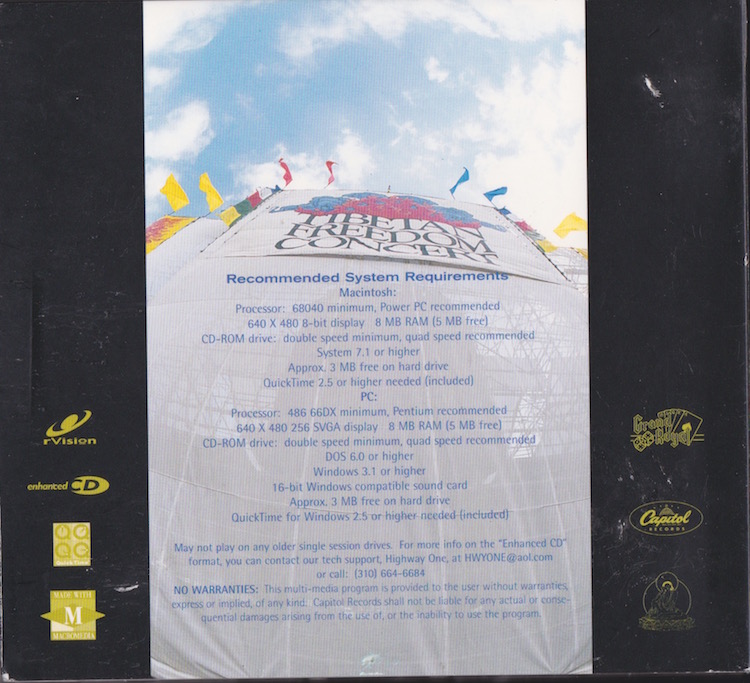 TIBETAN
FREEDOM
CONCERT
Recommended System Requirements
Macintosh:
Processor: 68040 minimum, Power PC recommended
640 X 480 8-bit display 8 MB RAM (5 MB free)
CD-ROM drive: double speed minimum, quad speed recommended
System 7.1 or higher
Approx. 3 MB free on hard drive
QuickTime 2.5 or higher needed (included)
PC:
Processor: 486 66DX minimum, Pentium recommended
640 X 480 256 SVGA display 8 MB RAM (5 MB free)
CD-ROM drive: double speed minimum, quad speed recommended
DOS 6.0 or higher
Windows 3.1 or higher
16-bit Windows compatible sound card
Approx. 3 MB free on hard drive
QuickTime for Windows 2.5 or higher needed (included)
May not play on any older single session drives. For more info on the "Enhanced CD"
format, you can contact our tech support, Highway One, at HWYONE@aol.com
or call: (310) 664-6684
NO WARRANTIES: This multi-media program is provided to the user without warranties,
express or implied, of any kind. Capitol Records shall not be liable for any actual or conse-
quential damages arising from the use of, or the inability to use the program.
rVision
enhanced CD
QuickTime
MADE WITH
M
MACROMEDIA
Grand
Royal
Capitol
RECORDS